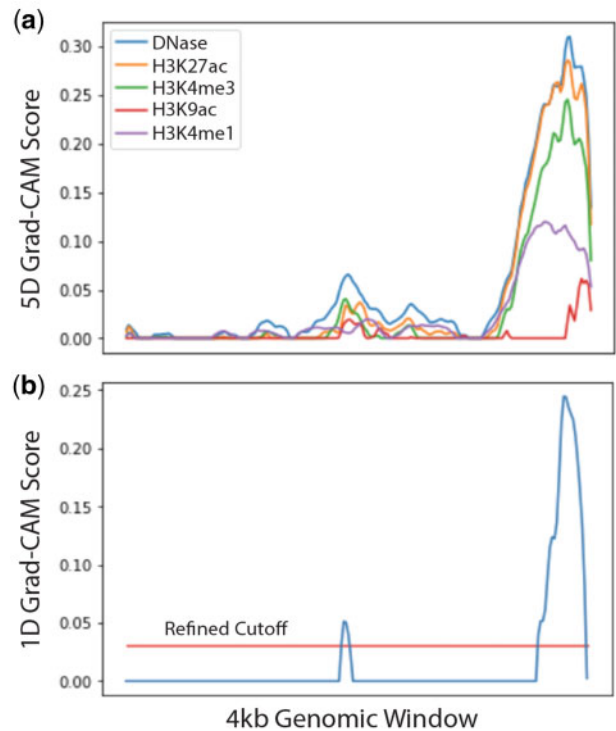 (a)
DNase
H3K27ac
H3K4me3
H3K9ac
H3K4me1
0.30
0.25
0.20
0.15
0.10
0.05
0.00
5D Grad-CAM Score
(b)
0.25
0.20
0.15
0.10
0.05
0.00
1D Grad-CAM Score
Refined Cutoff
4kb Genomic Window